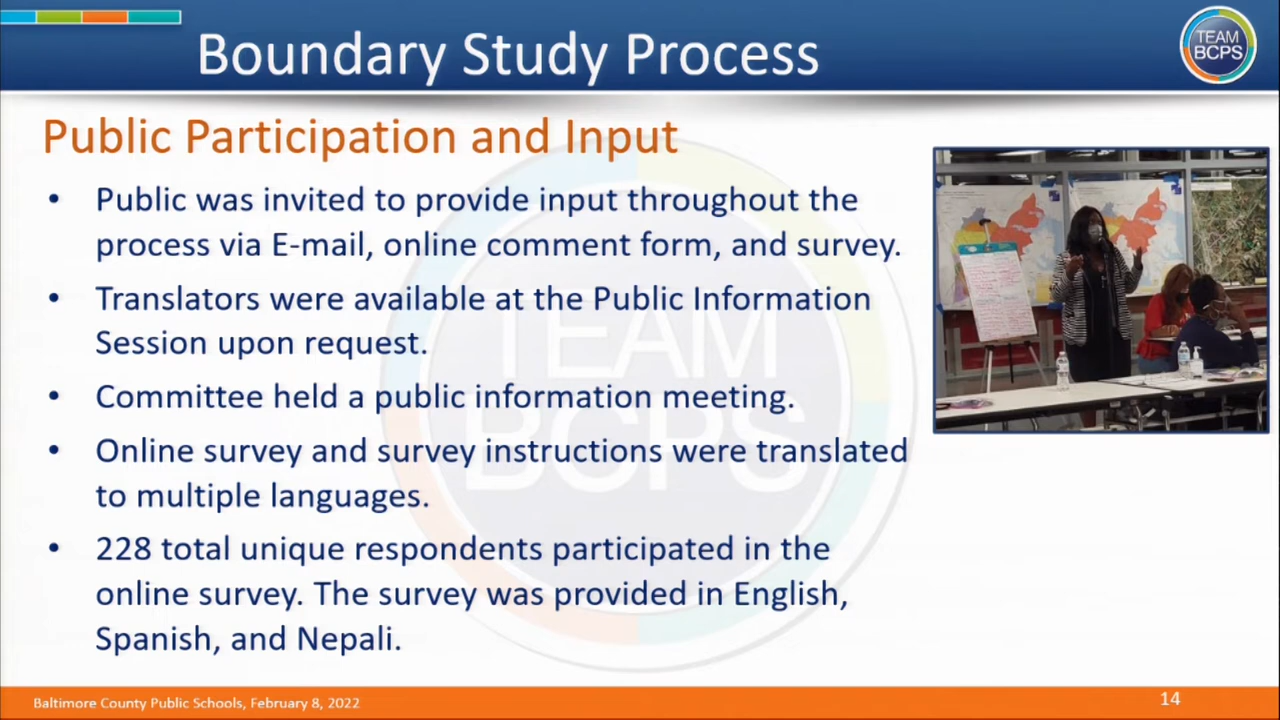 Boundary Study Process
TEAM
BCPS
Public Participation and Input
• Public was invited to provide input throughout the
process via E-mail, online comment form, and survey.
• Translators were available at the Public Information
Session upon request.
• Committee held a public information meeting.
• Online survey and survey instructions were translated
to multiple languages.
• 228 total unique respondents participated in the
online survey. The survey was provided in English,
Spanish, and Nepali.
TEAM
BCPS
Baltimore County Public Schools, February 8, 2022
14